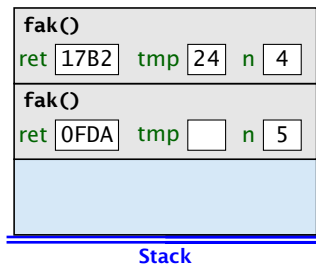 fak()
ret 17B2 tmp 24 n 4
fak()
ret 0FDA tmp n 5
Stack